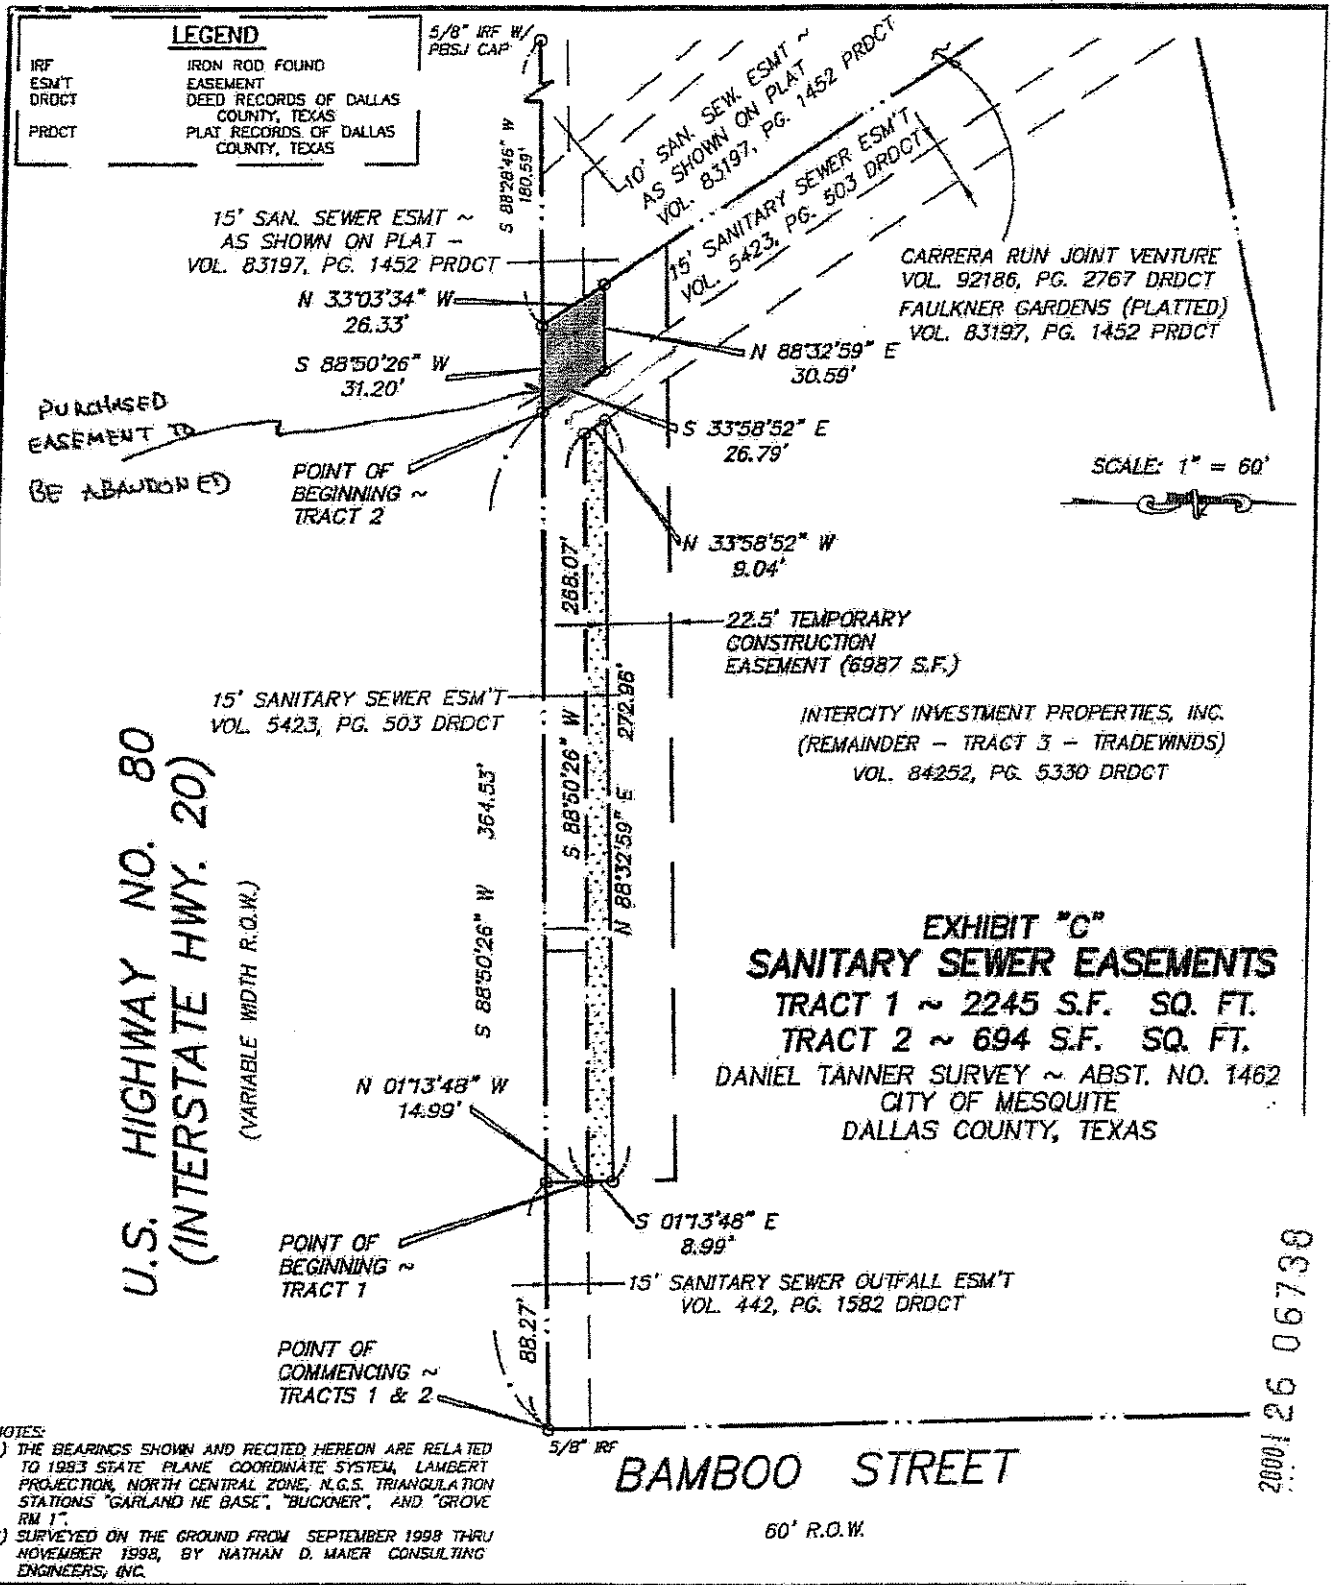 LEGEND
IRF IRON ROD FOUND
ESM'T EASEMENT
DRDCT DEED RECORDS OF DALLAS
COUNTY, TEXAS
PRDCT PLAT RECORDS OF DALLAS
COUNTY, TEXAS
5/8" IRF W/
PBSJ CAP
S 88°28'46" W
180.59'
10' SAN. SEW. ESMT ~
AS SHOWN ON PLAT
VOL. 83197, PG. 1452 PRDCT
15' SANITARY SEWER ESM'T
VOL. 5423, PG. 503 DRDCT
15' SAN. SEWER ESMT ~
AS SHOWN ON PLAT -
VOL. 83197, PG. 1452 PRDCT
N 33°03'34" W
26.33'
S 88°50'26" W
31.20'
CARRERA RUN JOINT VENTURE
VOL. 92186, PG. 2767 DRDCT
FAULKNER GARDENS (PLATTED)
VOL. 83197, PG. 1452 PRDCT
N 88°32'59" E
30.59'
PURCHASED
EASEMENT TO
BE ABANDONED
S 33°58'52" E
26.79'
POINT OF
BEGINNING ~
TRACT 2
SCALE: 1" = 60'
N 33°58'52" W
9.04'
268.07'
22.5' TEMPORARY
CONSTRUCTION
EASEMENT (6987 S.F.)
15' SANITARY SEWER ESM'T
VOL. 5423, PG. 503 DRDCT
S 88°50'26" W
N 88°32'59" E 272.96'
INTERCITY INVESTMENT PROPERTIES, INC.
(REMAINDER - TRACT 3 - TRADEWINDS)
VOL. 84252, PG. 5330 DRDCT
U.S. HIGHWAY NO. 80
(INTERSTATE HWY. 20)
(VARIABLE WIDTH R.O.W.)
S 88°50'26" W 364.53'
EXHIBIT "C"
SANITARY SEWER EASEMENTS
TRACT 1 ~ 2245 S.F. SQ. FT.
TRACT 2 ~ 694 S.F. SQ. FT.
DANIEL TANNER SURVEY ~ ABST. NO. 1462
CITY OF MESQUITE
DALLAS COUNTY, TEXAS
N 01°13'48" W
14.99'
S 01°13'48" E
8.99'
POINT OF
BEGINNING ~
TRACT 1
15' SANITARY SEWER OUTFALL ESM'T
VOL. 442, PG. 1582 DRDCT
88.27'
POINT OF
COMMENCING ~
TRACTS 1 & 2
5/8" IRF
BAMBOO STREET
60' R.O.W.
NOTES:
) THE BEARINGS SHOWN AND RECITED HEREON ARE RELATED
TO 1983 STATE PLANE COORDINATE SYSTEM, LAMBERT
PROJECTION, NORTH CENTRAL ZONE, N.G.S. TRIANGULATION
STATIONS "GARLAND NE BASE", "BUCKNER", AND "GROVE
RM 1".
) SURVEYED ON THE GROUND FROM SEPTEMBER 1998 THRU
NOVEMBER 1998, BY NATHAN D. MAIER CONSULTING
ENGINEERS, INC.
26 06738